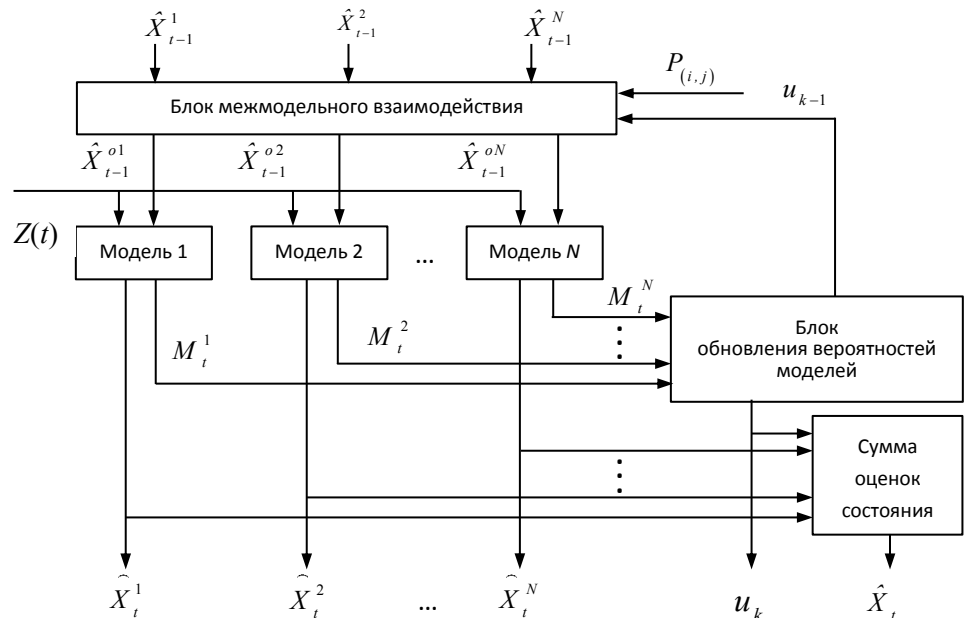 X̂¹ₜ₋₁ X̂²ₜ₋₁ X̂ᴺₜ₋₁
P₍ᵢ,ⱼ₎ uₖ₋₁
Блок межмодельного взаимодействия
X̂ᵒ¹ₜ₋₁ X̂ᵒ²ₜ₋₁ X̂ᵒᴺₜ₋₁
Z(t)
Модель 1 Модель 2 ... Модель N
Mᴺₜ
M¹ₜ M²ₜ
Блок
обновления вероятностей
моделей
Сумма
оценок
состояния
X̂¹ₜ X̂²ₜ ... X̂ᴺₜ uₖ X̂ₜ